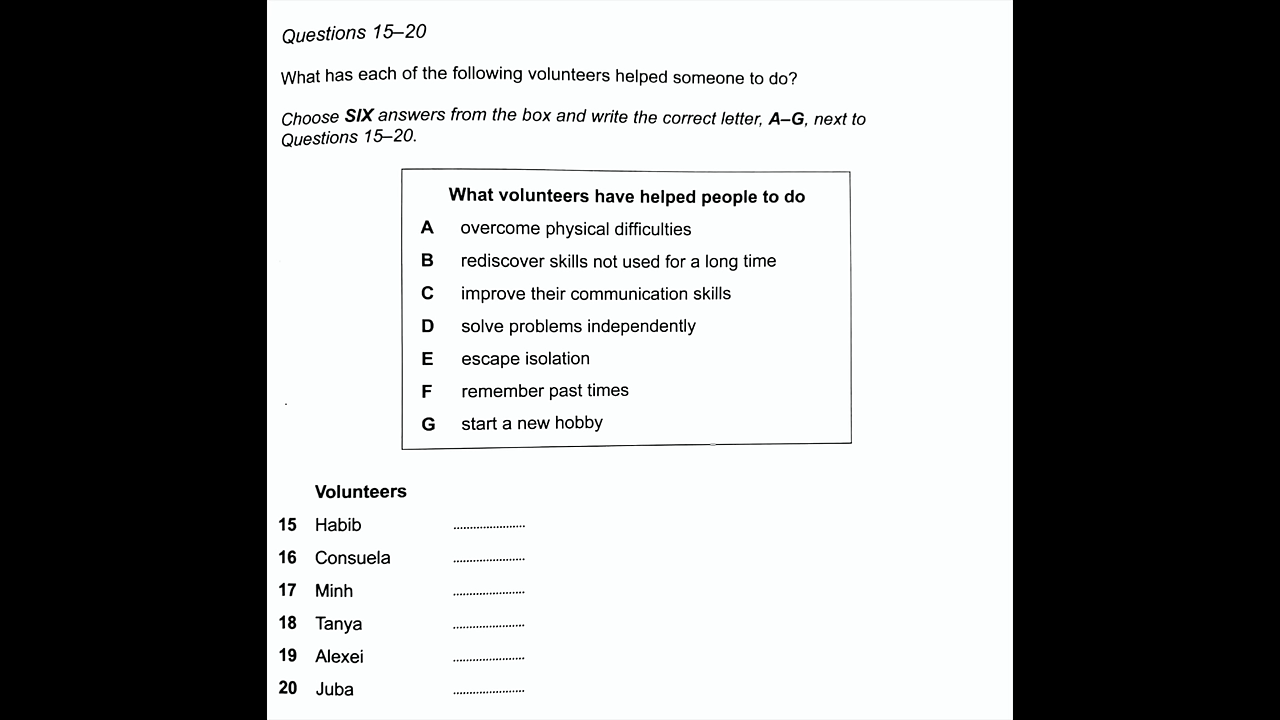 Questions 15–20
What has each of the following volunteers helped someone to do?
Choose SIX answers from the box and write the correct letter, A–G, next to
Questions 15–20.
What volunteers have helped people to do
A overcome physical difficulties
B rediscover skills not used for a long time
C improve their communication skills
D solve problems independently
E escape isolation
F remember past times
G start a new hobby
Volunteers
15 Habib ......................
16 Consuela ......................
17 Minh ......................
18 Tanya ......................
19 Alexei ......................
20 Juba ......................